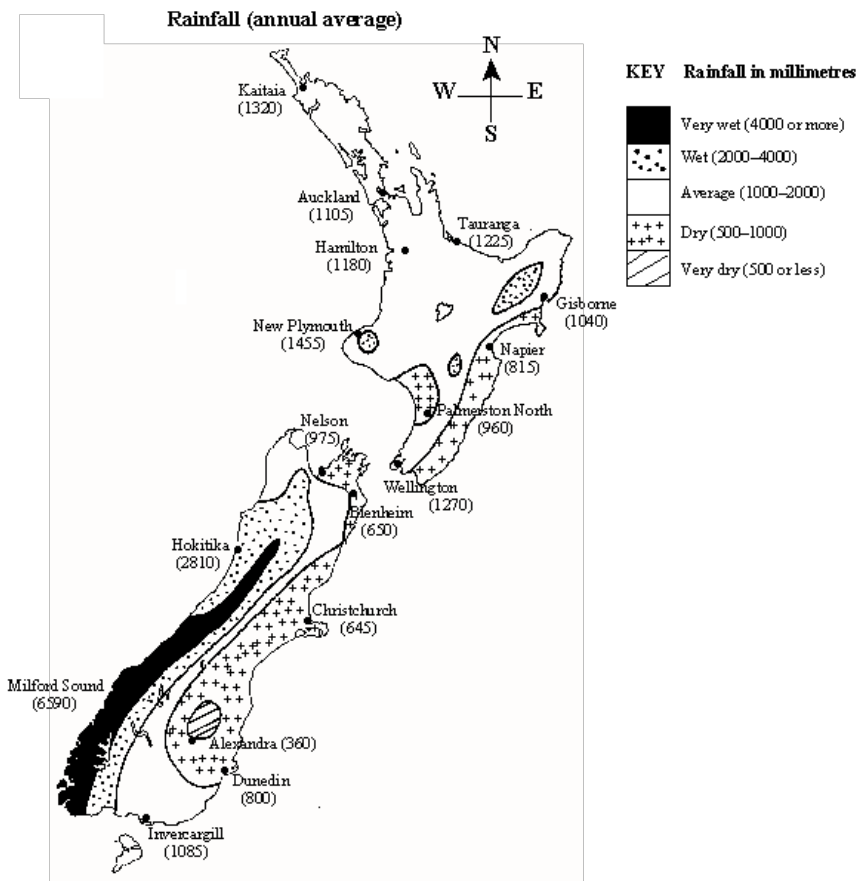 Rainfall (annual average)
N
W E
S
KEY Rainfall in millimetres
Very wet (4000 or more)
Wet (2000–4000)
Average (1000–2000)
Dry (500–1000)
Very dry (500 or less)
Kaitaia
(1320)
Auckland
(1105)
Tauranga
(1225)
Hamilton
(1180)
Gisborne
(1040)
New Plymouth
(1455)
Napier
(815)
Palmerston North
(960)
Nelson
(975)
Wellington
(1270)
Blenheim
(650)
Hokitika
(2810)
Christchurch
(645)
Milford Sound
(6590)
Alexandra (360)
Dunedin
(800)
Invercargill
(1085)